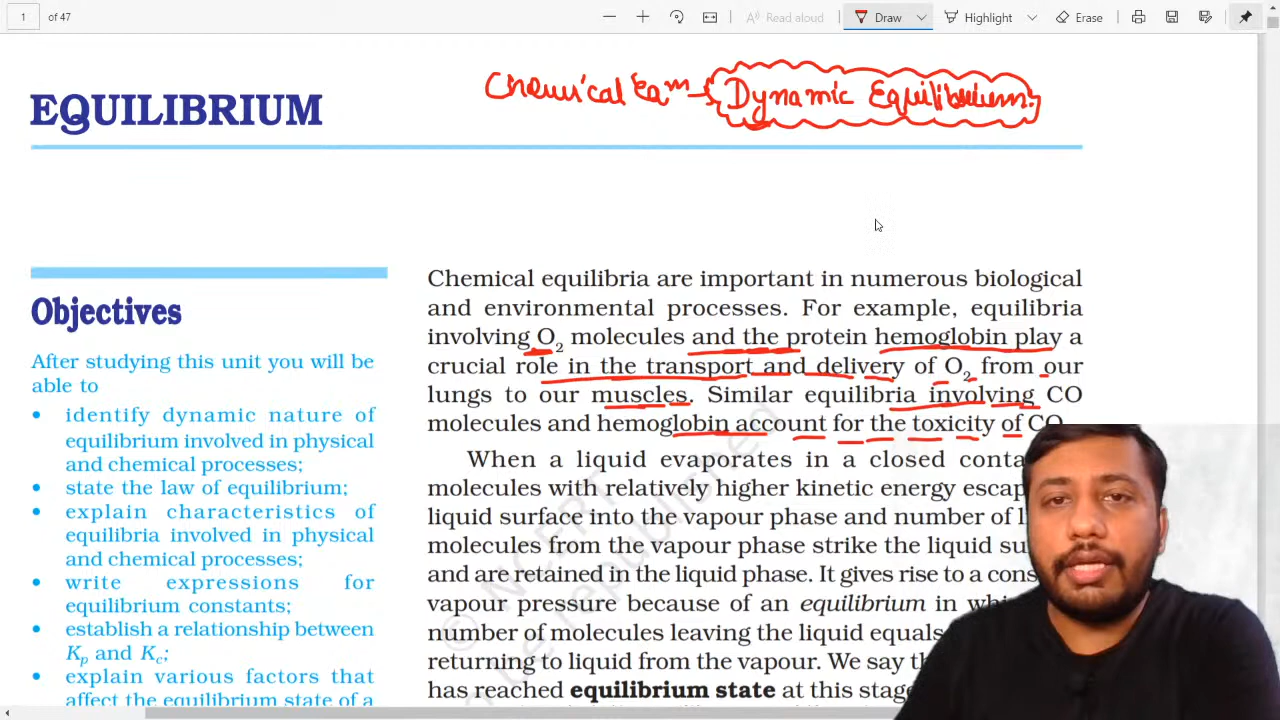 1 of 47
Read aloud
Draw
Highlight
Erase
Chemical Eqm → Dynamic Equilibrium.
EQUILIBRIUM
Objectives
After studying this unit you will be
able to
• identify dynamic nature of
equilibrium involved in physical
and chemical processes;
• state the law of equilibrium;
• explain characteristics of
equilibria involved in physical
and chemical processes;
• write expressions for
equilibrium constants;
• establish a relationship between
Kp and Kc;
• explain various factors that
affect the equilibrium state of a
Chemical equilibria are important in numerous biological
and environmental processes. For example, equilibria
involving O2 molecules and the protein hemoglobin play a
crucial role in the transport and delivery of O2 from our
lungs to our muscles. Similar equilibria involving CO
molecules and hemoglobin account for the toxicity of CO
When a liquid evaporates in a closed conta
molecules with relatively higher kinetic energy escap
liquid surface into the vapour phase and number of l
molecules from the vapour phase strike the liquid su
and are retained in the liquid phase. It gives rise to a cons
vapour pressure because of an equilibrium in whi
number of molecules leaving the liquid equals
returning to liquid from the vapour. We say th
has reached equilibrium state at this stage
© NCERT
republished